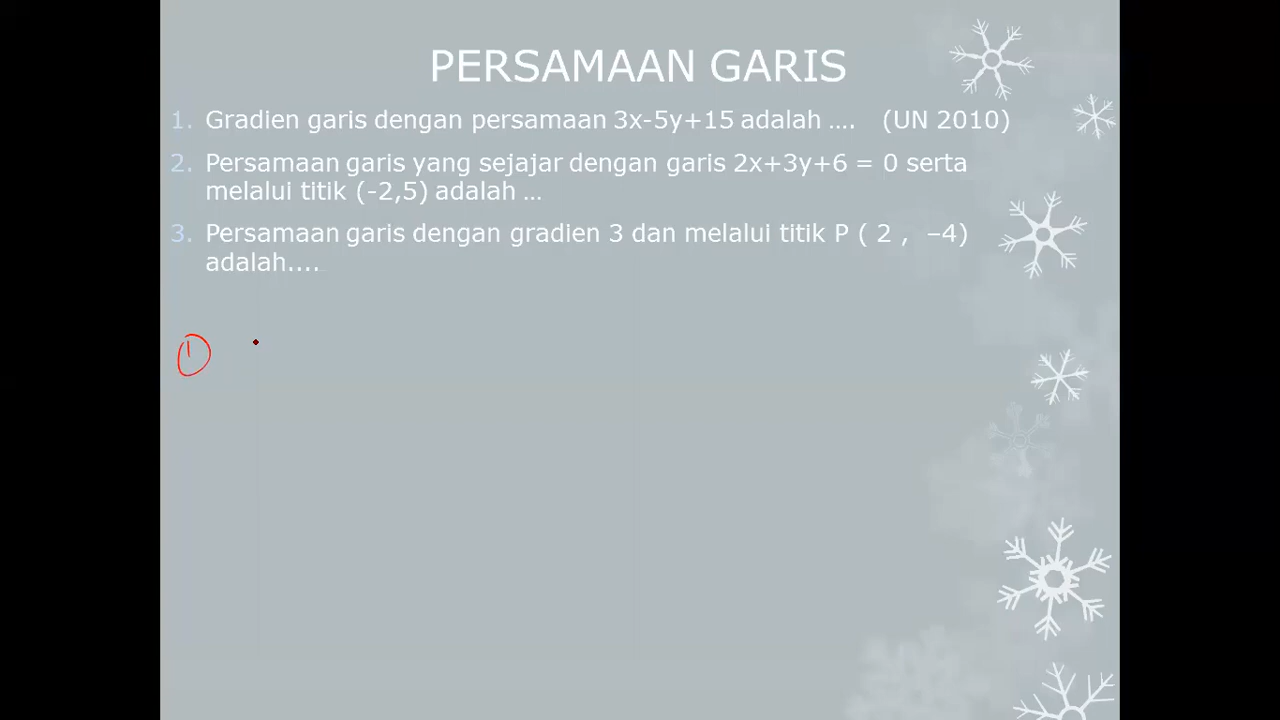 PERSAMAAN GARIS
1. Gradien garis dengan persamaan 3x-5y+15 adalah .... (UN 2010)
2. Persamaan garis yang sejajar dengan garis 2x+3y+6 = 0 serta
melalui titik (-2,5) adalah ...
3. Persamaan garis dengan gradien 3 dan melalui titik P ( 2 , –4)
adalah....
1